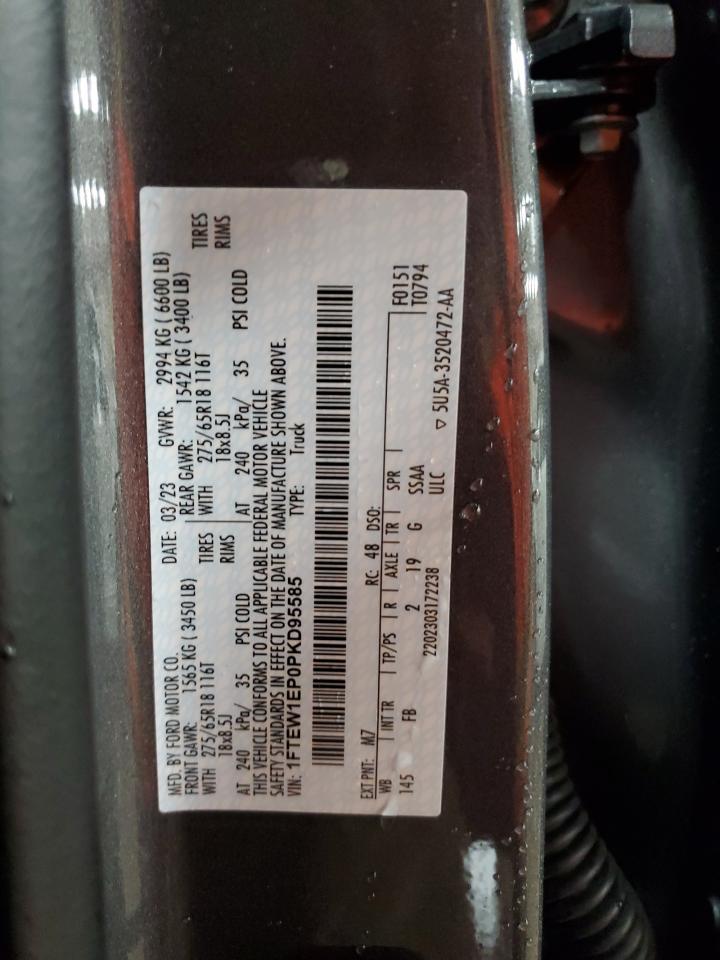 MFD. BY FORD MOTOR CO.
DATE: 03/23 GVWR: 2994 KG ( 6600 LB)
FRONT GAWR: 1565 KG ( 3450 LB) REAR GAWR: 1542 KG ( 3400 LB)
WITH 275/65R18 116T TIRES WITH 275/65R18 116T TIRES
18x8.5J RIMS 18x8.5J RIMS
AT 240 kPa/ 35 PSI COLD AT 240 kPa/ 35 PSI COLD
THIS VEHICLE CONFORMS TO ALL APPLICABLE FEDERAL MOTOR VEHICLE
SAFETY STANDARDS IN EFFECT ON THE DATE OF MANUFACTURE SHOWN ABOVE.
VIN: 1FTEW1EP0PKD95585 TYPE: Truck
EXT PNT: M7 RC: 48 DSO: F0151
WB INT TR TP/PS R AXLE TR SPR T0794
145 FB 2 19 G SSAA
2202303172238 ULC ▽ 5U5A-3520472-AA